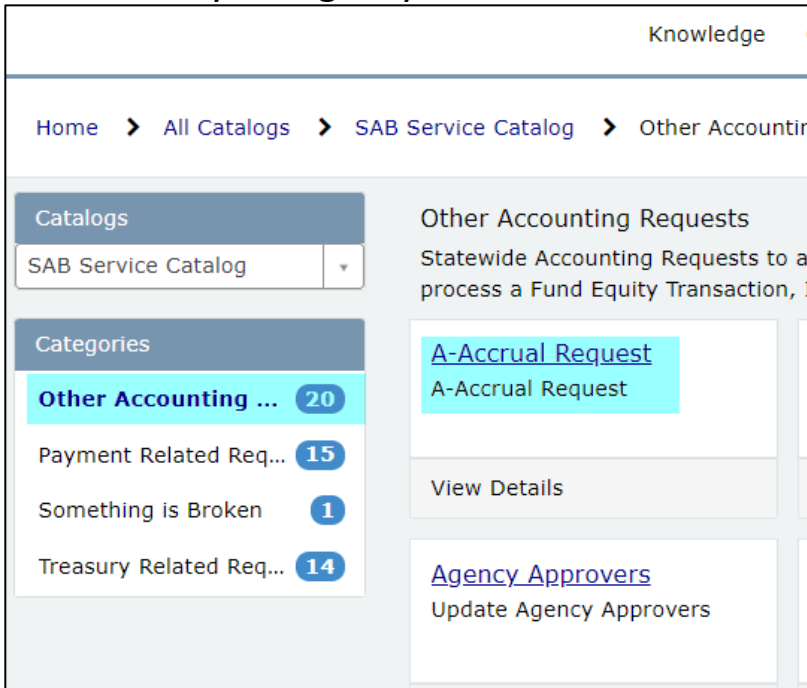 Knowledge
Home > All Catalogs > SAB Service Catalog > Other Accountin
Catalogs
SAB Service Catalog
Categories
Other Accounting ... 20
Payment Related Req... 15
Something is Broken 1
Treasury Related Req... 14
Other Accounting Requests
Statewide Accounting Requests to a
process a Fund Equity Transaction,
A-Accrual Request
A-Accrual Request
View Details
Agency Approvers
Update Agency Approvers